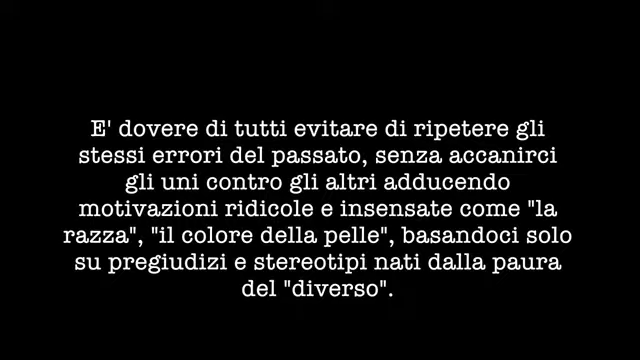 E' dovere di tutti evitare di ripetere gli
stessi errori del passato, senza accanirci
gli uni contro gli altri adducendo
motivazioni ridicole e insensate come "la
razza", "il colore della pelle", basandoci solo
su pregiudizi e stereotipi nati dalla paura
del "diverso".